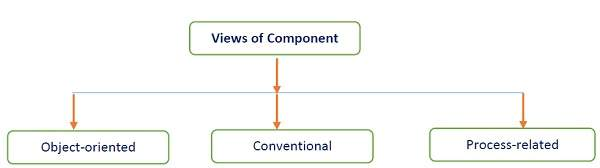 Views of Component
Object-oriented
Conventional
Process-related